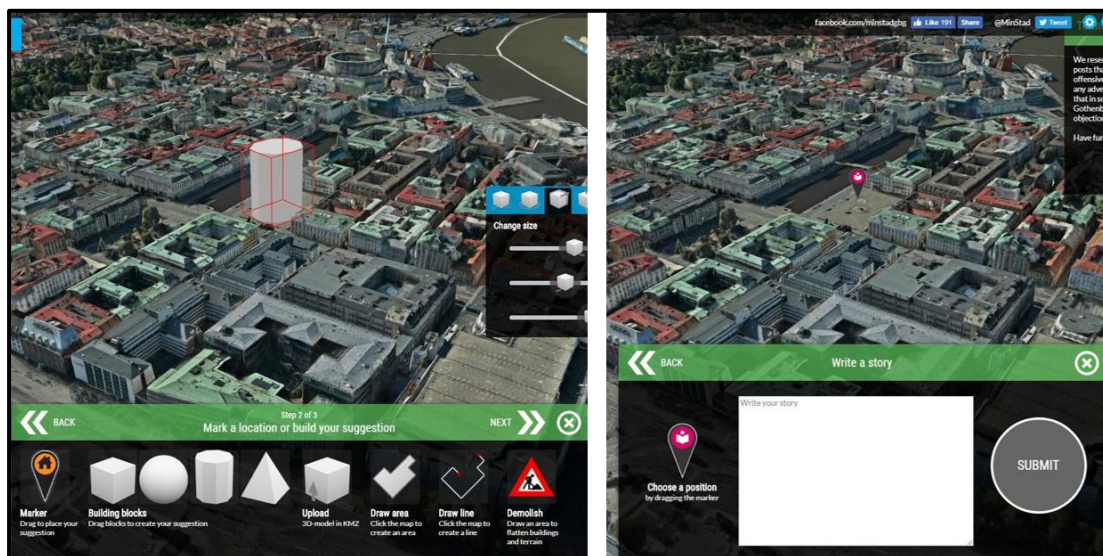 Change size
BACK
Step 2 of 3
Mark a location or build your suggestion
NEXT
Marker
Drag to place your
suggestion
Building blocks
Drag blocks to create your suggestion
Upload
3D-model in KMZ
Draw area
Click the map to
create an area
Draw line
Click the map to
create a line
Demolish
Draw an area to
flatten buildings
and terrain
facebook.com/minstadgbg Like 191 Share @MinStad Tweet
We reser
posts tha
offensive
any adve
that in so
Gothenb
objection
Have fun
BACK
Write a story
Write your story
Choose a position
by dragging the marker
SUBMIT